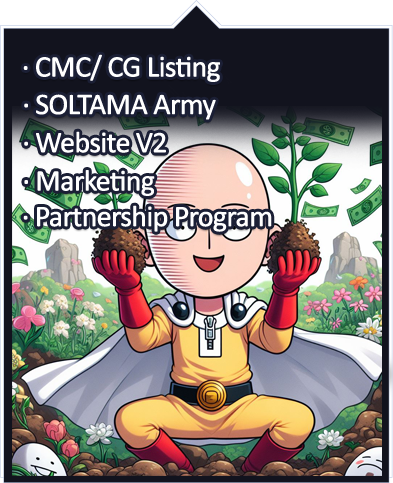 · CMC/ CG Listing
· SOLTAMA Army
· Website V2
· Marketing
· Partnership Program